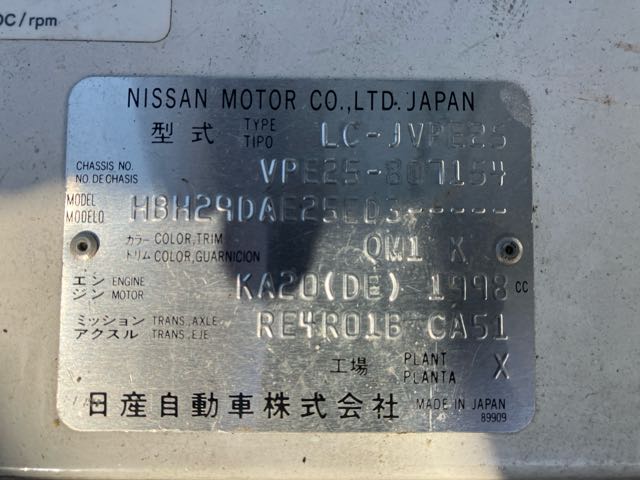 DC/rpm
NISSAN MOTOR CO.,LTD. JAPAN
型式 TYPE TIPO LC-JVPE25
CHASSIS NO. NO.DE CHASIS VPE25-807154
MODEL MODELO HBH29DAE25ED3-----
カラー COLOR,TRIM
トリム COLOR,GUARNICION QM1 K
エンジン ENGINE MOTOR KA20(DE) 1998 cc
ミッション TRANS,AXLE
アクスル TRANS,EJE RE4R01B CA51
工場 PLANT PLANTA X
日産自動車株式会社 MADE IN JAPAN
89909